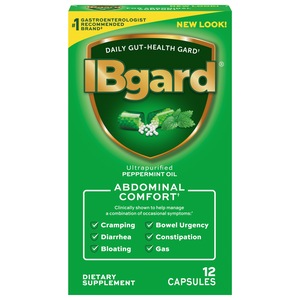 #1 GASTROENTEROLOGIST
RECOMMENDED
BRAND†
NEW LOOK!
DAILY GUT-HEALTH GARD†
IBgard®
Ultrapurified
PEPPERMINT OIL
ABDOMINAL
COMFORT†
Clinically shown to help manage
a combination of occasional symptoms:†
✓ Cramping ✓ Bowel Urgency
✓ Diarrhea ✓ Constipation
✓ Bloating ✓ Gas
DIETARY
SUPPLEMENT
12
CAPSULES